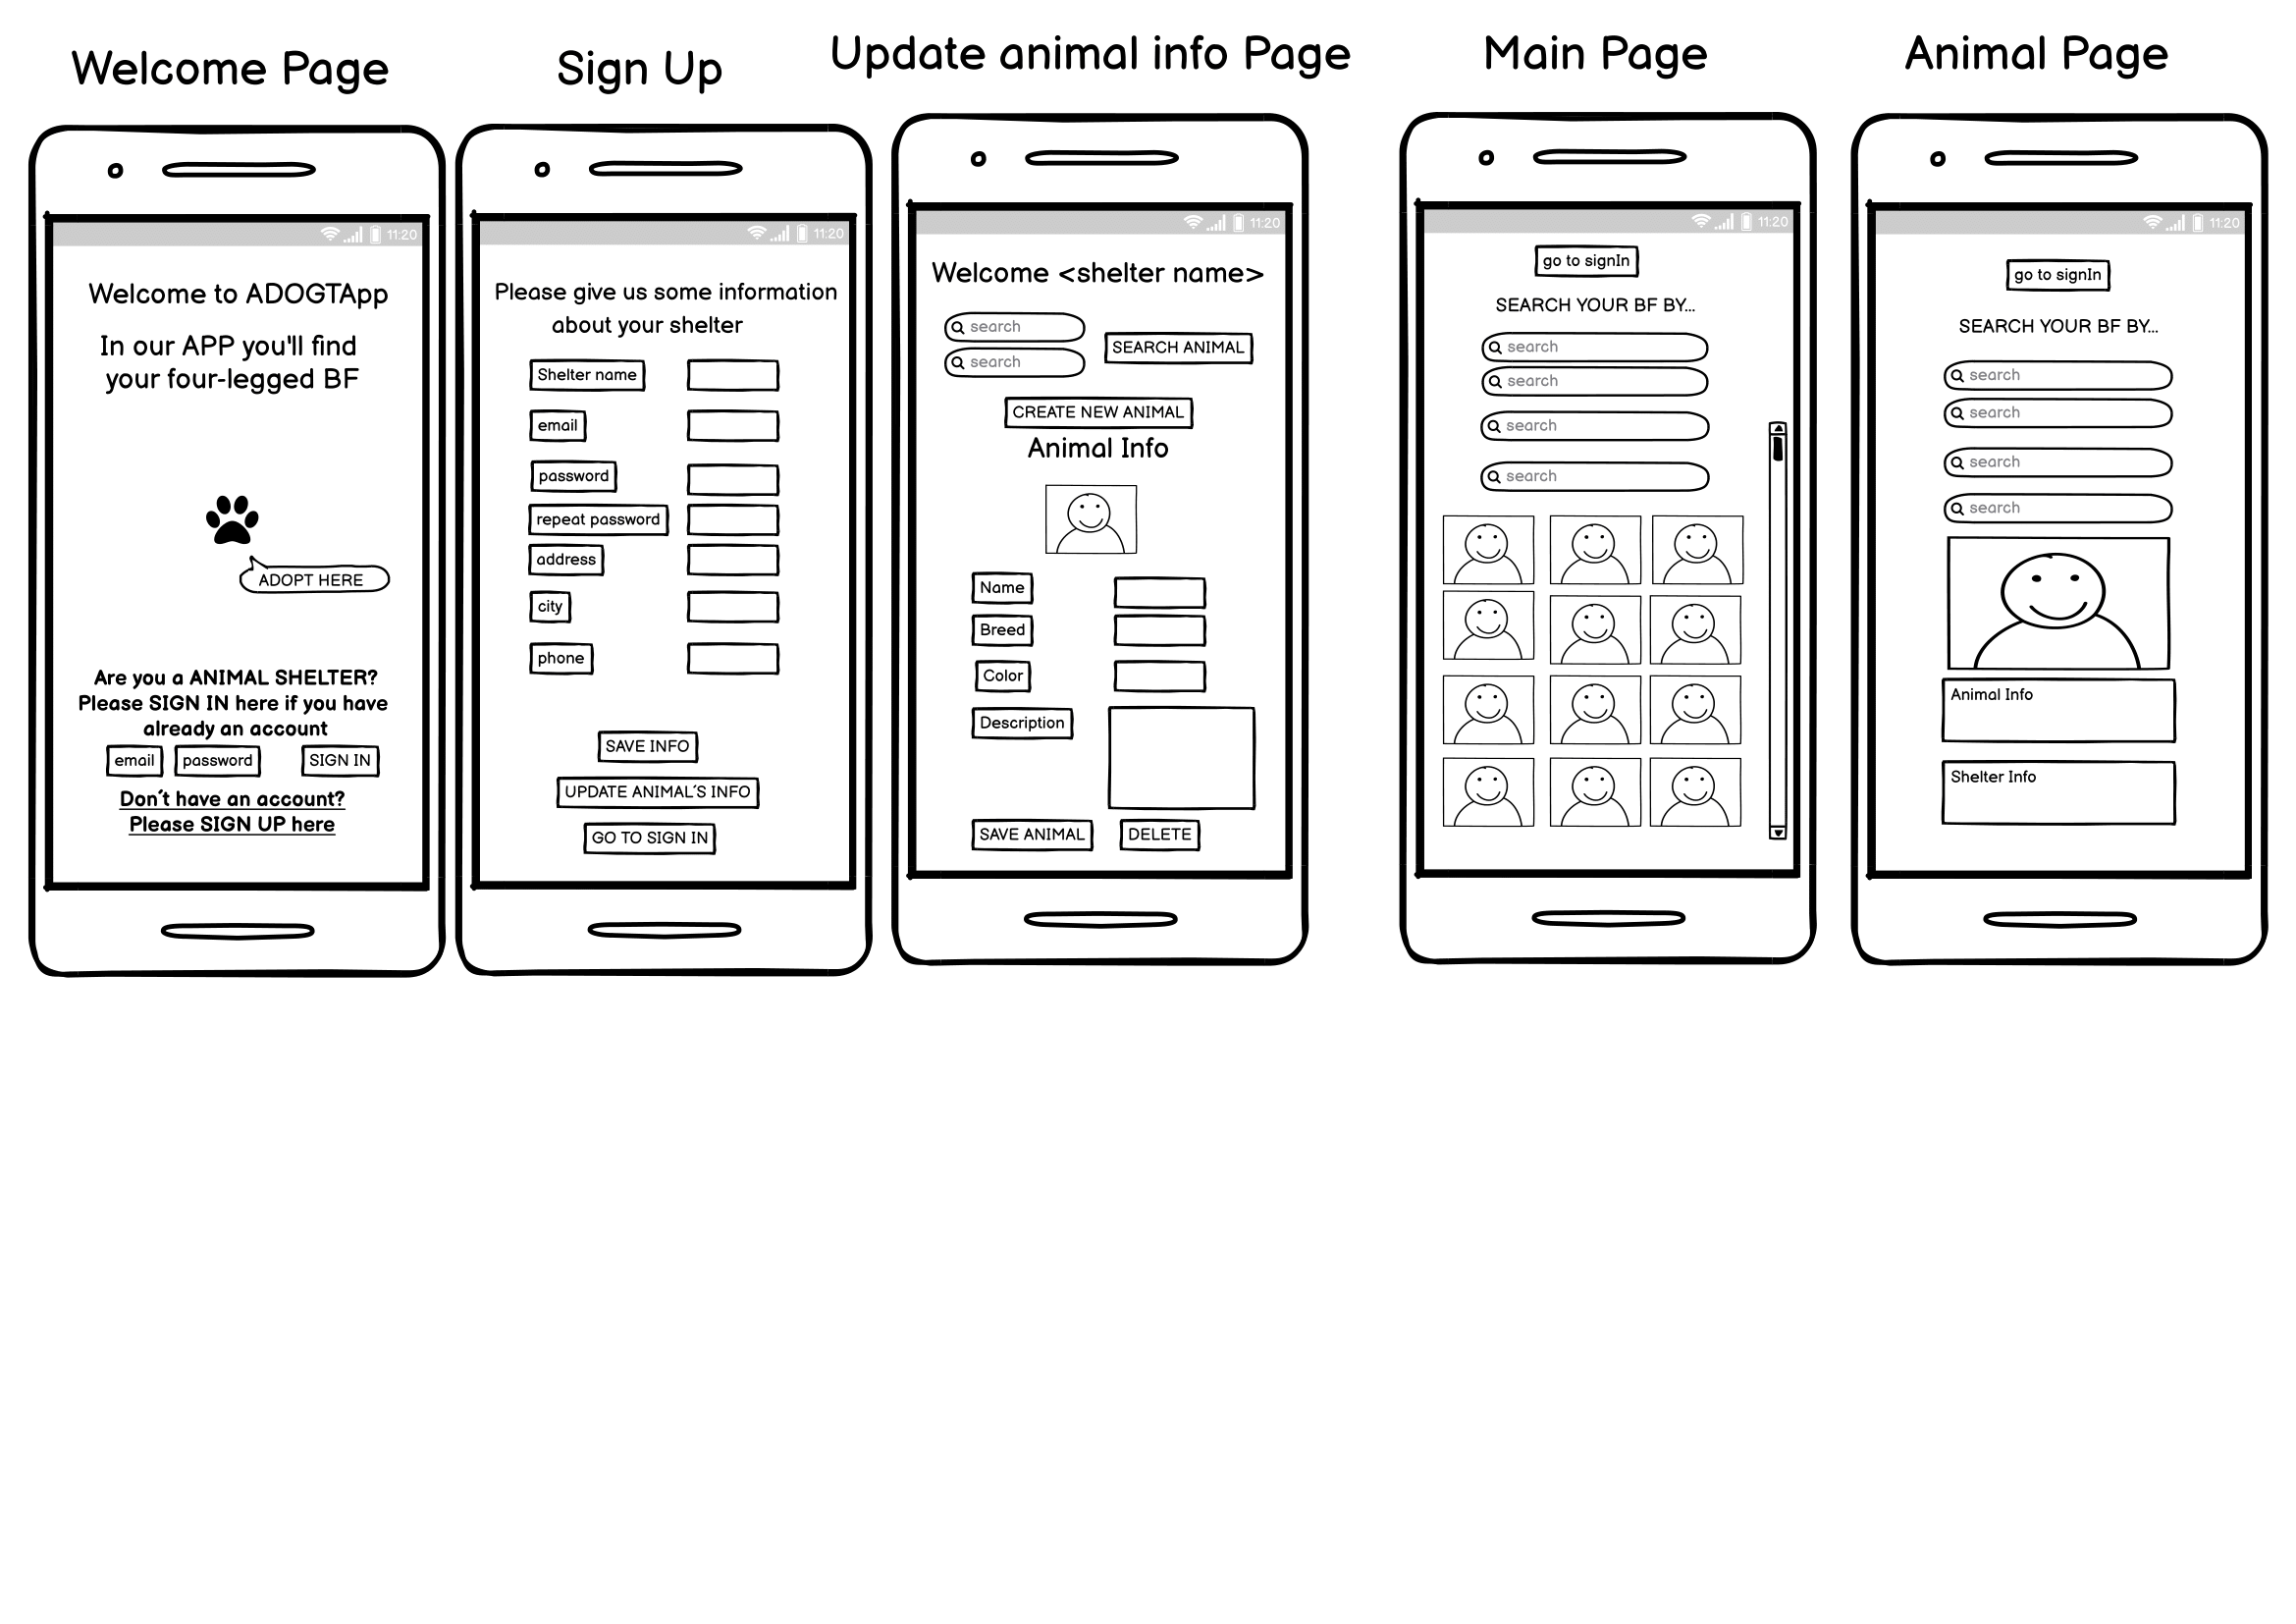 Welcome Page
11:20
Welcome to ADOGTApp
In our APP you'll find
your four-legged BF
ADOPT HERE
Are you a ANIMAL SHELTER?
Please SIGN IN here if you have
already an account
email password SIGN IN
Don´t have an account?
Please SIGN UP here
Sign Up
11:20
Please give us some information
about your shelter
Shelter name
email
password
repeat password
address
city
phone
SAVE INFO
UPDATE ANIMAL´S INFO
GO TO SIGN IN
Update animal info Page
11:20
Welcome <shelter name>
search
search
SEARCH ANIMAL
CREATE NEW ANIMAL
Animal Info
Name
Breed
Color
Description
SAVE ANIMAL DELETE
Main Page
11:20
go to signIn
SEARCH YOUR BF BY...
search
search
search
search
Animal Page
11:20
go to signIn
SEARCH YOUR BF BY...
search
search
search
search
Animal Info
Shelter Info